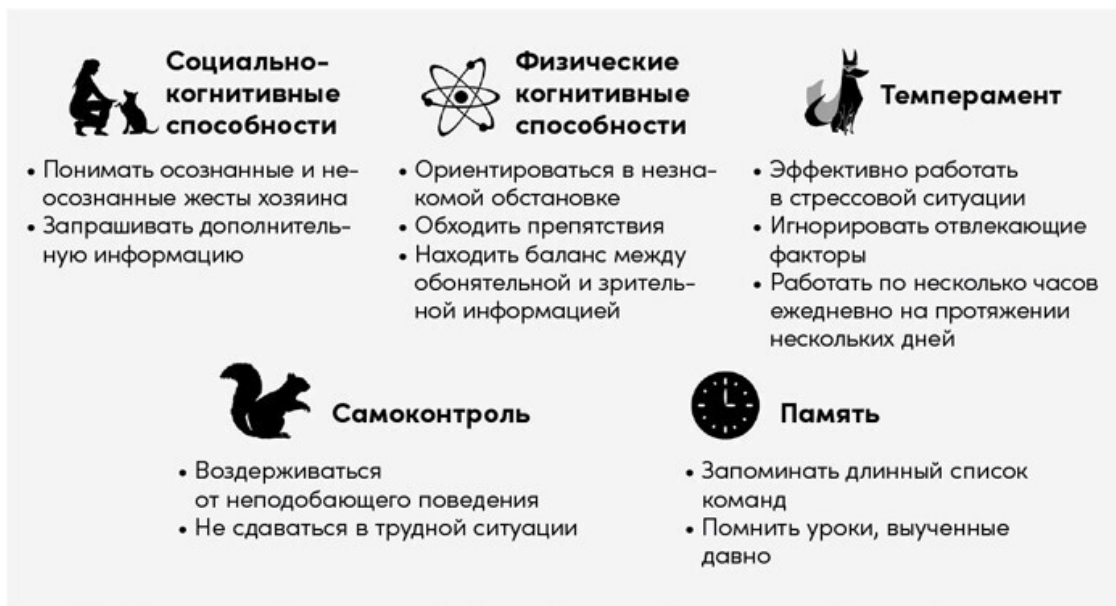 Социально-
когнитивные
способности
• Понимать осознанные и не-
осознанные жесты хозяина
• Запрашивать дополнитель-
ную информацию
Физические
когнитивные
способности
• Ориентироваться в незна-
комой обстановке
• Обходить препятствия
• Находить баланс между
обонятельной и зритель-
ной информацией
Темперамент
• Эффективно работать
в стрессовой ситуации
• Игнорировать отвлекающие
факторы
• Работать по несколько часов
ежедневно на протяжении
нескольких дней
Самоконтроль
• Воздерживаться
от неподобающего поведения
• Не сдаваться в трудной ситуации
Память
• Запоминать длинный список
команд
• Помнить уроки, выученные
давно